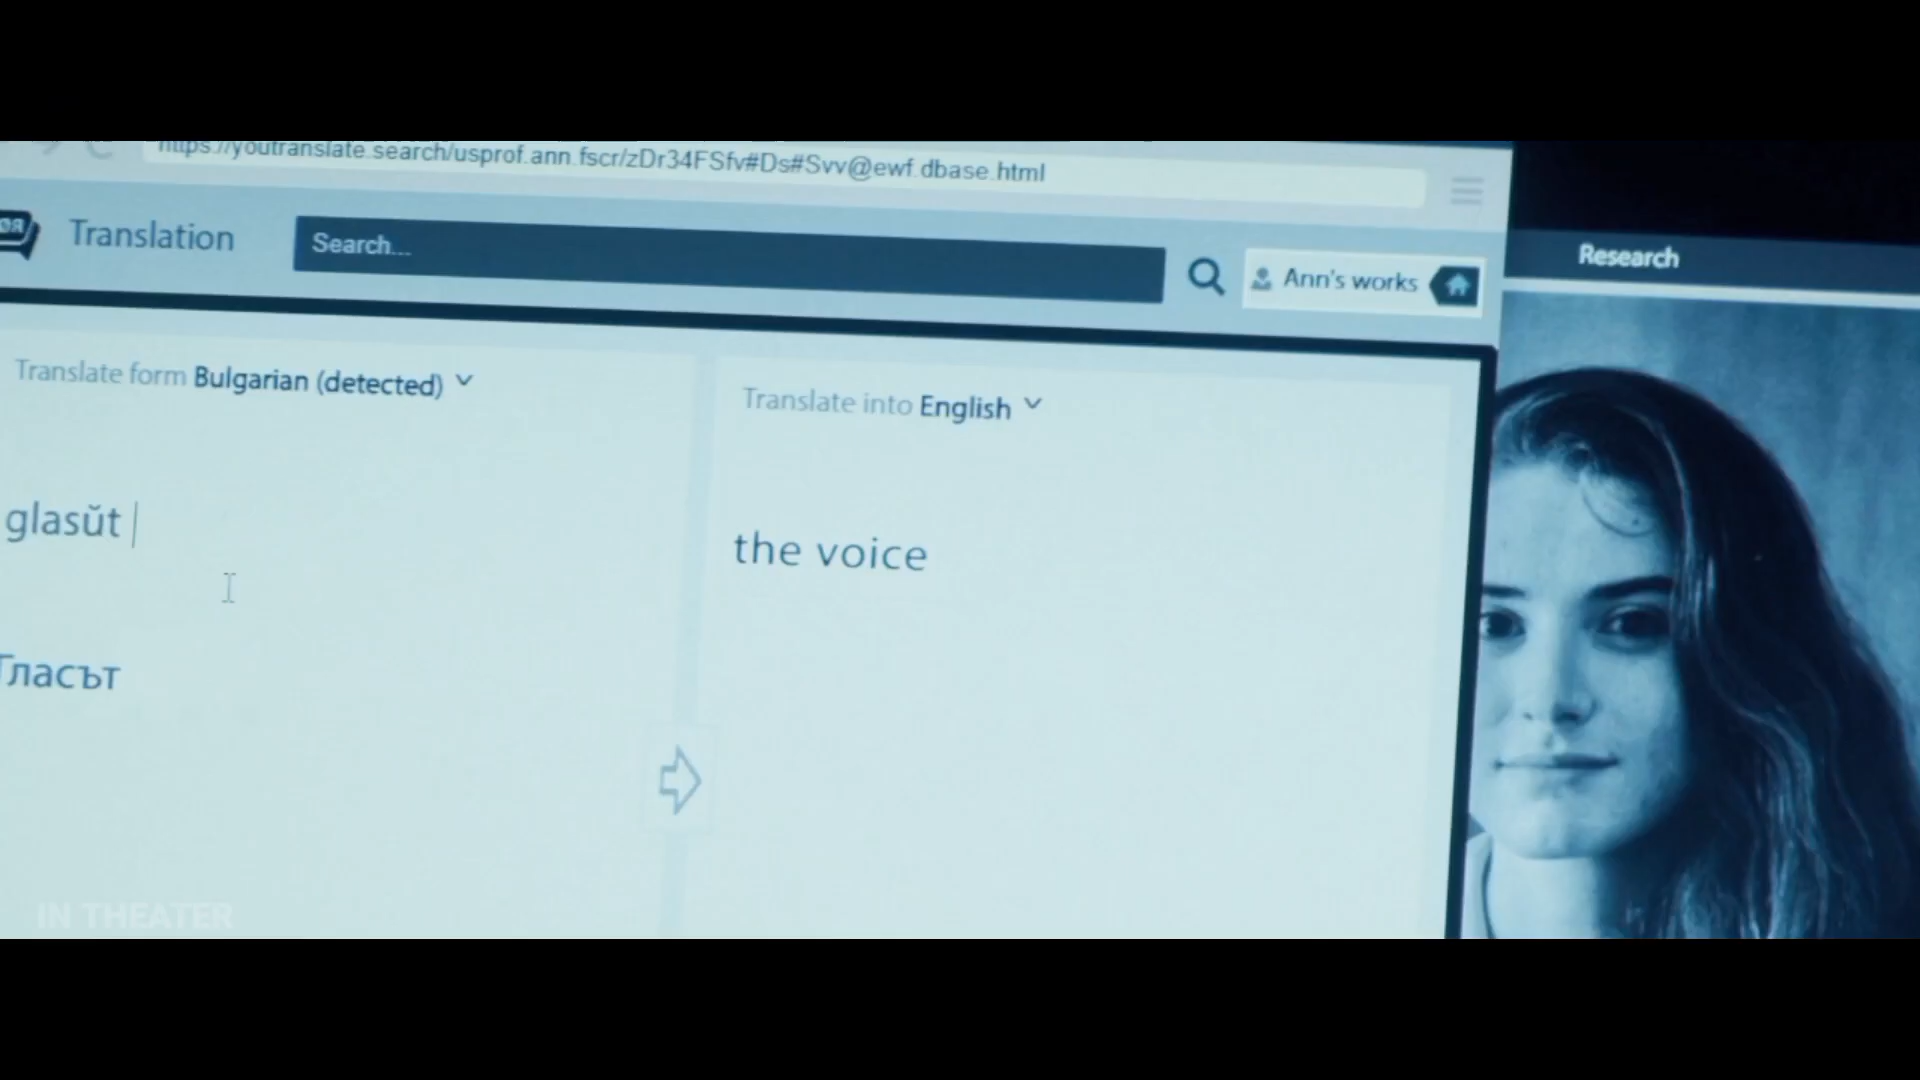 https://youtranslate.search/usprof.ann.fscr/zDr34FSfv#Ds#Svv@ewf.dbase.html
Translation
Search...
Ann's works
Research
Translate form Bulgarian (detected)
Translate into English
glasŭt
the voice
Гласът
IN THEATER